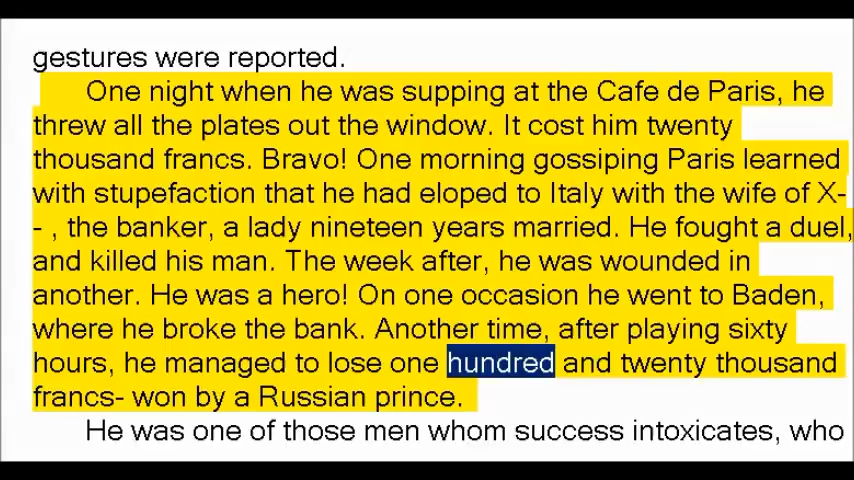 gestures were reported.
One night when he was supping at the Cafe de Paris, he
threw all the plates out the window. It cost him twenty
thousand francs. Bravo! One morning gossiping Paris learned
with stupefaction that he had eloped to Italy with the wife of X-
- , the banker, a lady nineteen years married. He fought a duel,
and killed his man. The week after, he was wounded in
another. He was a hero! On one occasion he went to Baden,
where he broke the bank. Another time, after playing sixty
hours, he managed to lose one hundred and twenty thousand
francs- won by a Russian prince.
He was one of those men whom success intoxicates, who